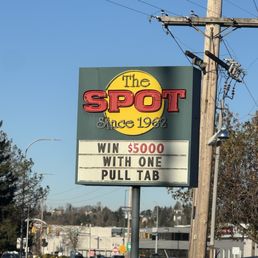 The
SPOT
Since 1962
WIN $5000
WITH ONE
PULL TAB